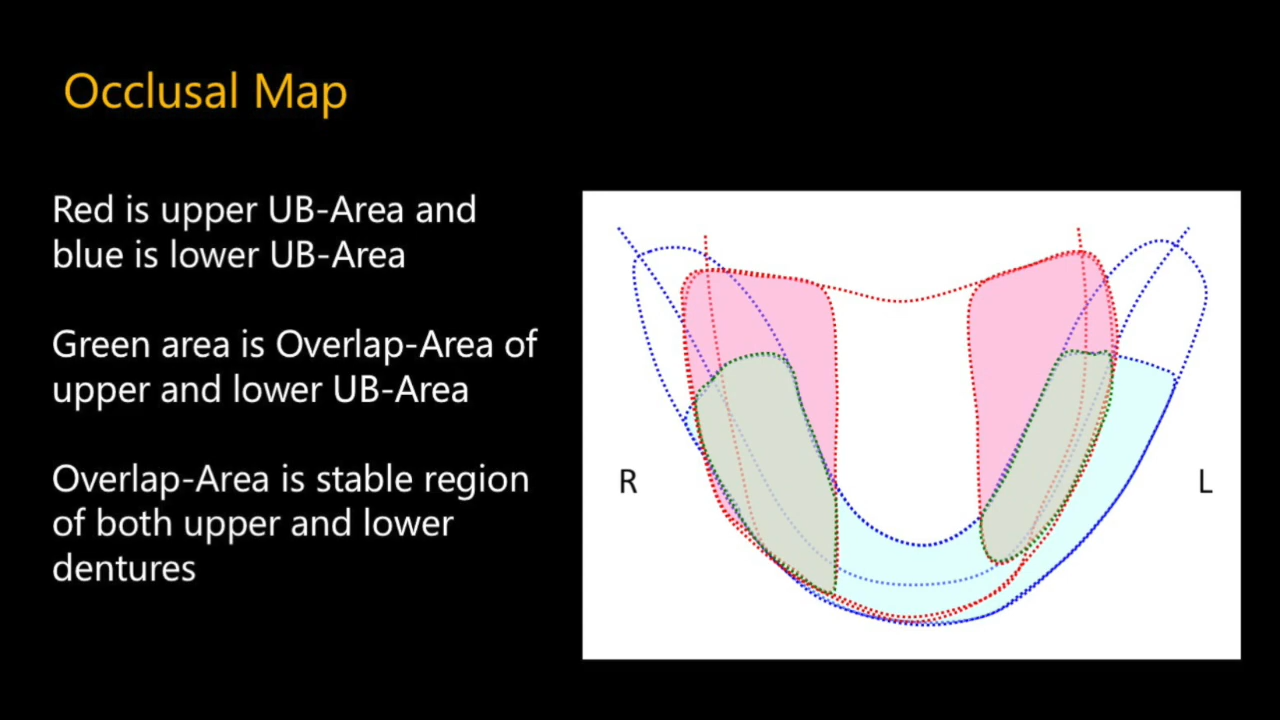 Occlusal Map
Red is upper UB-Area and
blue is lower UB-Area
Green area is Overlap-Area of
upper and lower UB-Area
Overlap-Area is stable region
of both upper and lower
dentures
R
L